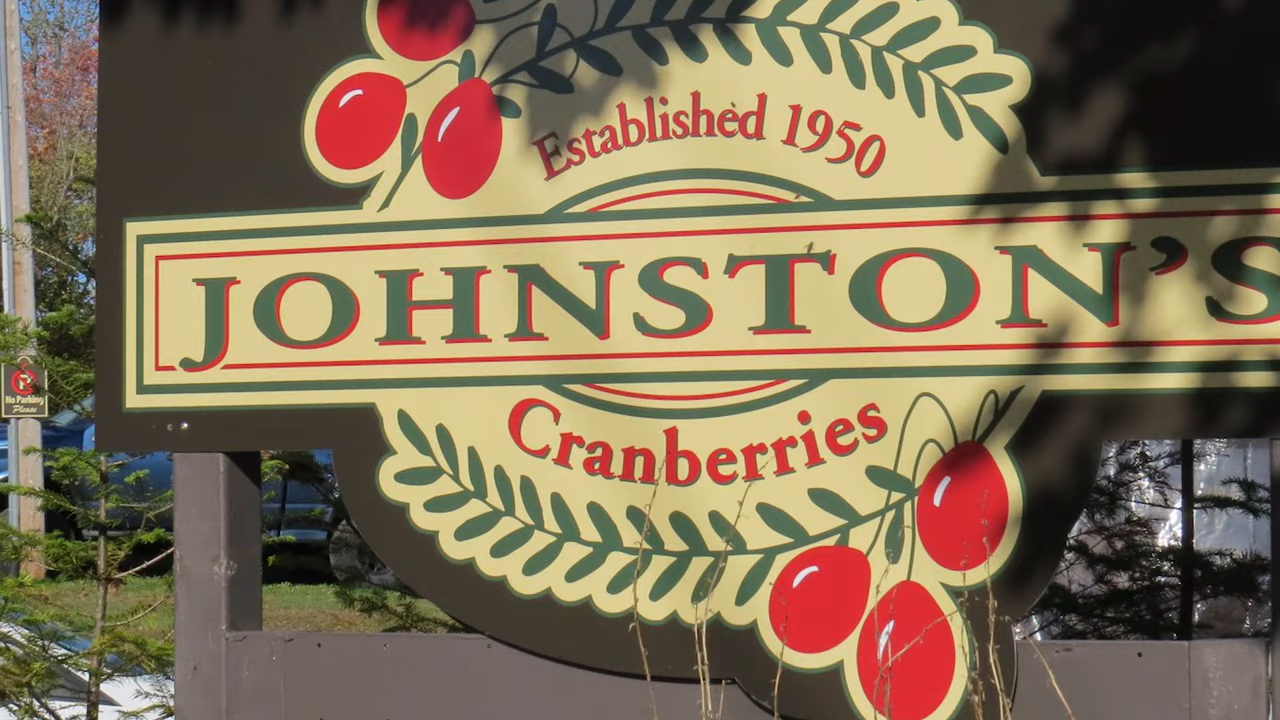 Established 1950
JOHNSTON'S
Cranberries
No Parking
Please